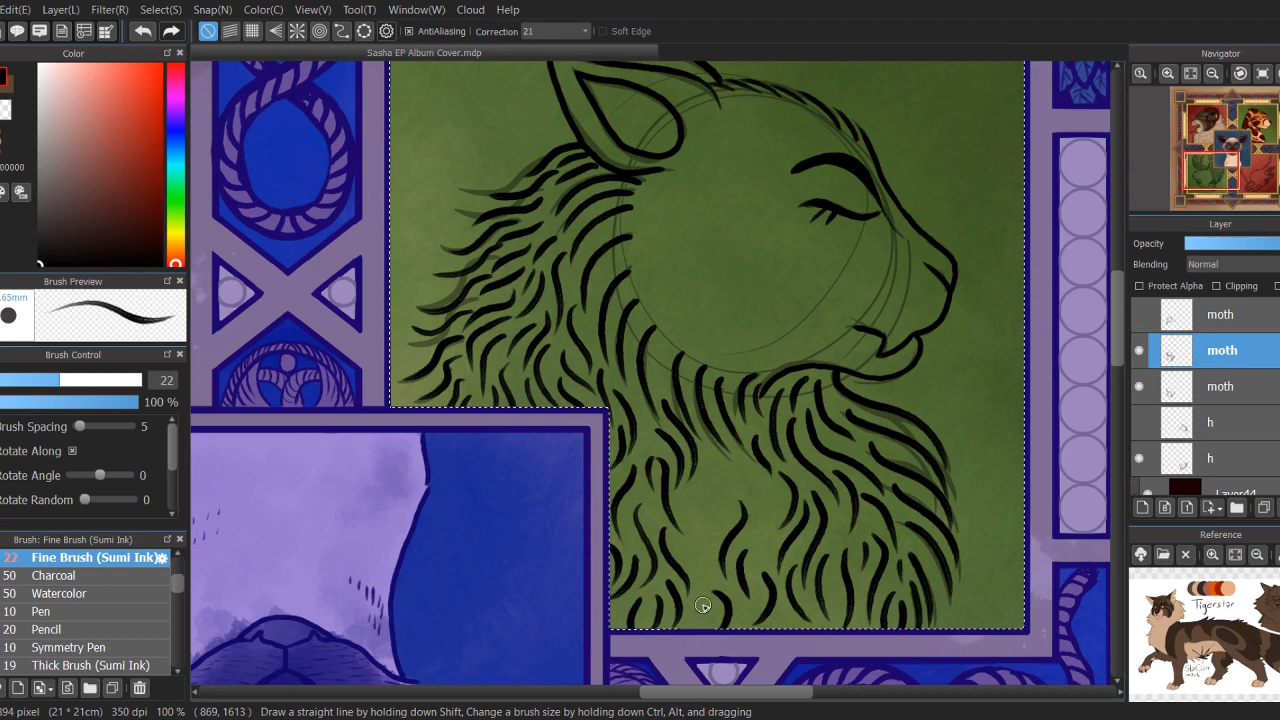 Edit(E) Layer(L) Filter(R) Select(S) Snap(N) Color(C) View(V) Tool(T) Window(W) Cloud Help
AntiAliasing Correction 21 Soft Edge
Color
Sasha EP Album Cover.mdp
Navigator
00000
Layer
Opacity
Blending Normal
Protect Alpha Clipping
Brush Preview
.65mm
moth
moth
moth
h
h
Layer44
Brush Control
22
100 %
Brush Spacing 5
Rotate Along
Rotate Angle 0
Rotate Random 0
Reference
Brush: Fine Brush (Sumi Ink)
22 Fine Brush (Sumi Ink)
50 Charcoal
50 Watercolor
10 Pen
20 Pencil
10 Symmetry Pen
19 Thick Brush (Sumi Ink)
Tigerstar
894 pixel (21 * 21cm) 350 dpi 100 % ( 869, 1613 ) Draw a straight line by holding down Shift, Change a brush size by holding down Ctrl, Alt, and dragging